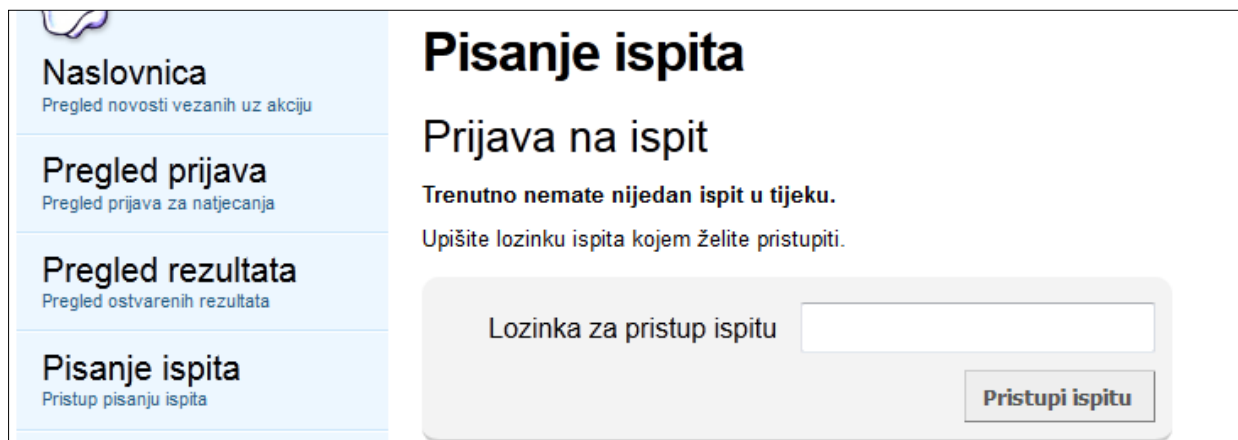 Naslovnica
Pregled novosti vezanih uz akciju
Pregled prijava
Pregled prijava za natjecanja
Pregled rezultata
Pregled ostvarenih rezultata
Pisanje ispita
Pristup pisanju ispita
Pisanje ispita
Prijava na ispit
Trenutno nemate nijedan ispit u tijeku.
Upišite lozinku ispita kojem želite pristupiti.
Lozinka za pristup ispitu
Pristupi ispitu